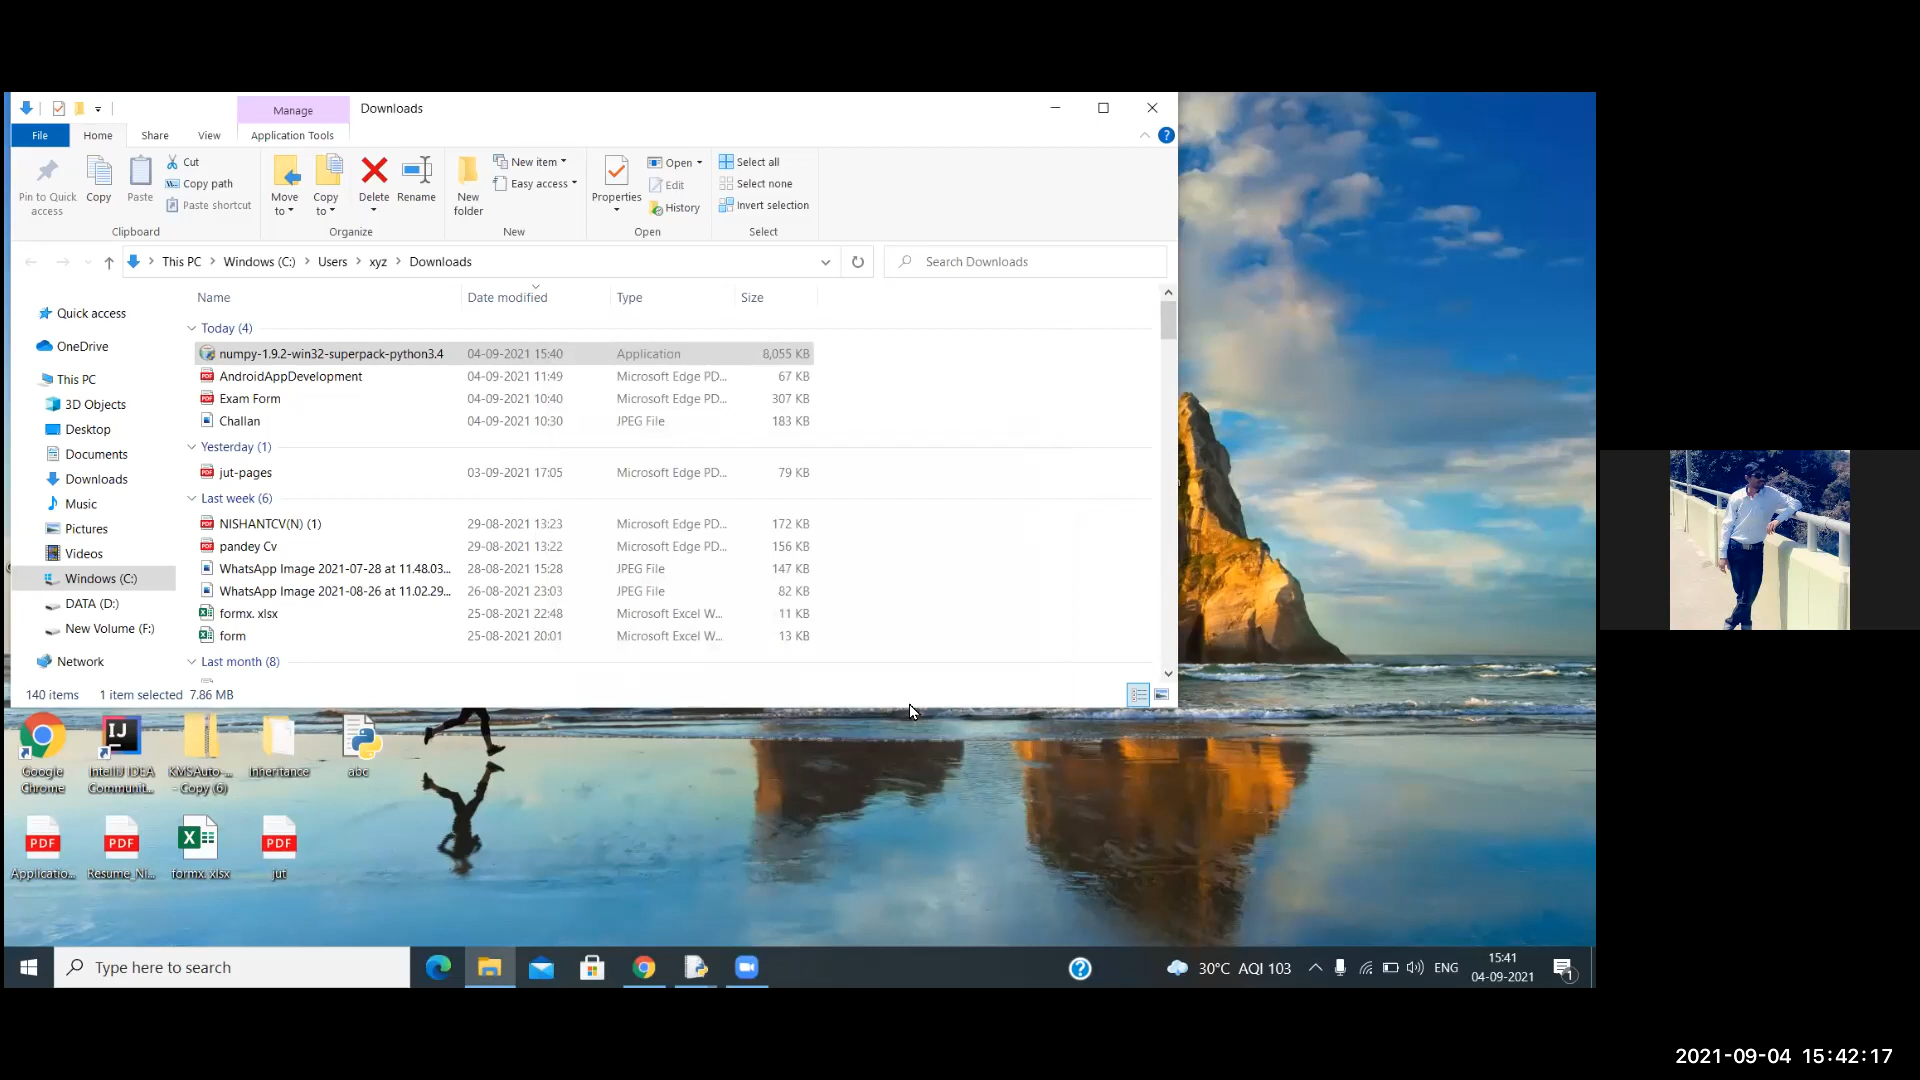 Manage
Downloads
File
Home
Share
View
Application Tools
Pin to Quick access
Copy
Paste
Cut
Copy path
Paste shortcut
Clipboard
Move to
Copy to
Delete
Rename
Organize
New folder
New item
Easy access
New
Properties
Open
Edit
History
Open
Select all
Select none
Invert selection
Select
This PC > Windows (C:) > Users > xyz > Downloads
Search Downloads
Name Date modified Type Size
Quick access
OneDrive
This PC
3D Objects
Desktop
Documents
Downloads
Music
Pictures
Videos
Windows (C:)
DATA (D:)
New Volume (F:)
Network
Today (4)
numpy-1.9.2-win32-superpack-python3.4 04-09-2021 15:40 Application 8,055 KB
AndroidAppDevelopment 04-09-2021 11:49 Microsoft Edge PD... 67 KB
Exam Form 04-09-2021 10:40 Microsoft Edge PD... 307 KB
Challan 04-09-2021 10:30 JPEG File 183 KB
Yesterday (1)
jut-pages 03-09-2021 17:05 Microsoft Edge PD... 79 KB
Last week (6)
NISHANTCV(N) (1) 29-08-2021 13:23 Microsoft Edge PD... 172 KB
pandey Cv 29-08-2021 13:22 Microsoft Edge PD... 156 KB
WhatsApp Image 2021-07-28 at 11.48.03... 28-08-2021 15:28 JPEG File 147 KB
WhatsApp Image 2021-08-26 at 11.02.29... 26-08-2021 23:03 JPEG File 82 KB
formx. xlsx 25-08-2021 22:48 Microsoft Excel W... 11 KB
form 25-08-2021 20:01 Microsoft Excel W... 13 KB
Last month (8)
140 items 1 item selected 7.86 MB
Google Chrome
IJ
IntelliJ IDEA Communit...
KMSAuto-... - Copy (6)
Inheritance
abc
PDF
Applicatio...
PDF
Resume_Ni...
formx. xlsx
PDF
jut
Type here to search
30°C AQI 103
ENG
15:41
04-09-2021
1
2021-09-04 15:42:17